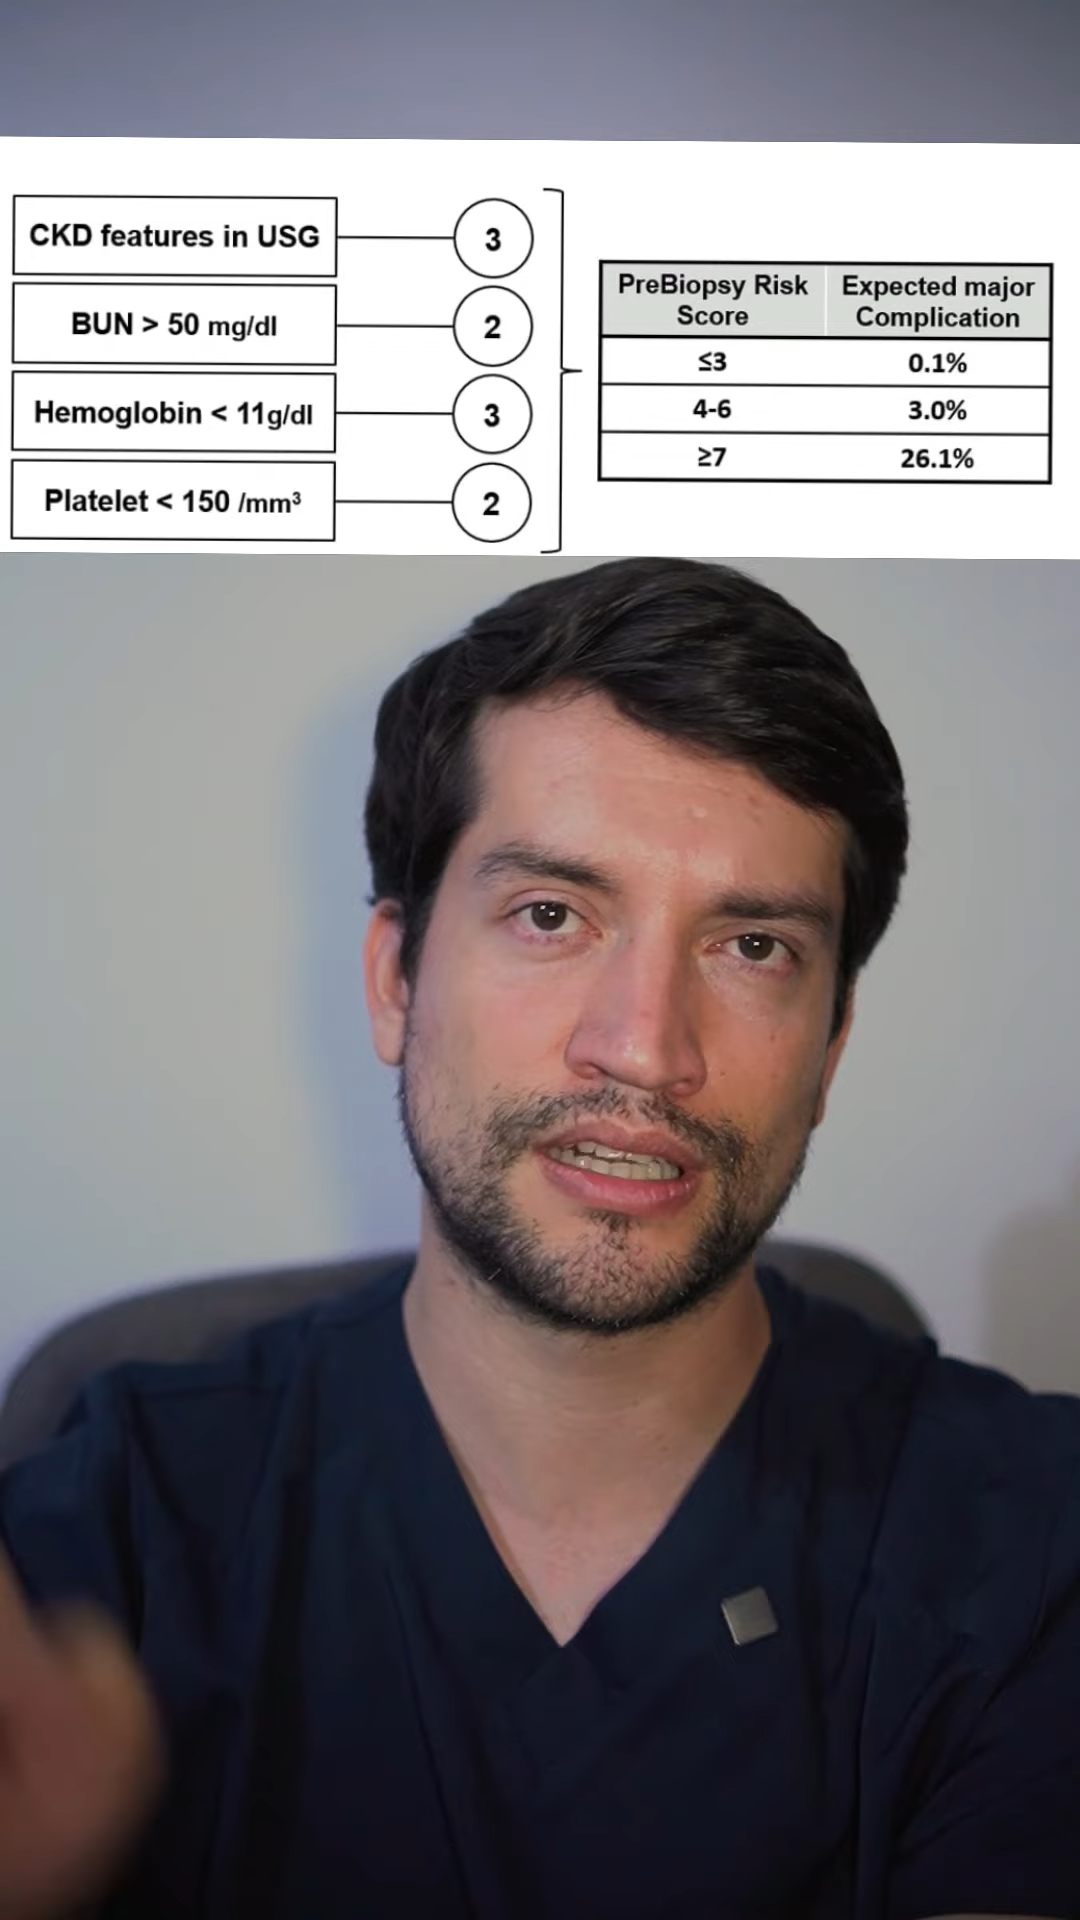 CKD features in USG
3
BUN > 50 mg/dl
2
Hemoglobin < 11g/dl
3
Platelet < 150 /mm³
2
PreBiopsy Risk Score
Expected major Complication
≤3 0.1%
4-6 3.0%
≥7 26.1%